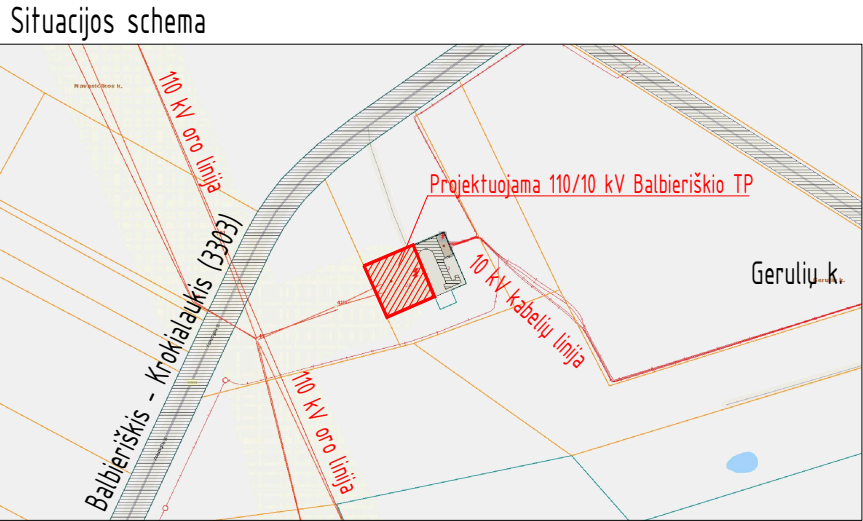 Situacijos schema
110 kV oro linija
Projektuojama 110/10 kV Balbieriškio TP
Balbieriškis - Krokialaukis (3303)
10 kV kabelių linija
Gerulių k.
110 kV oro linija